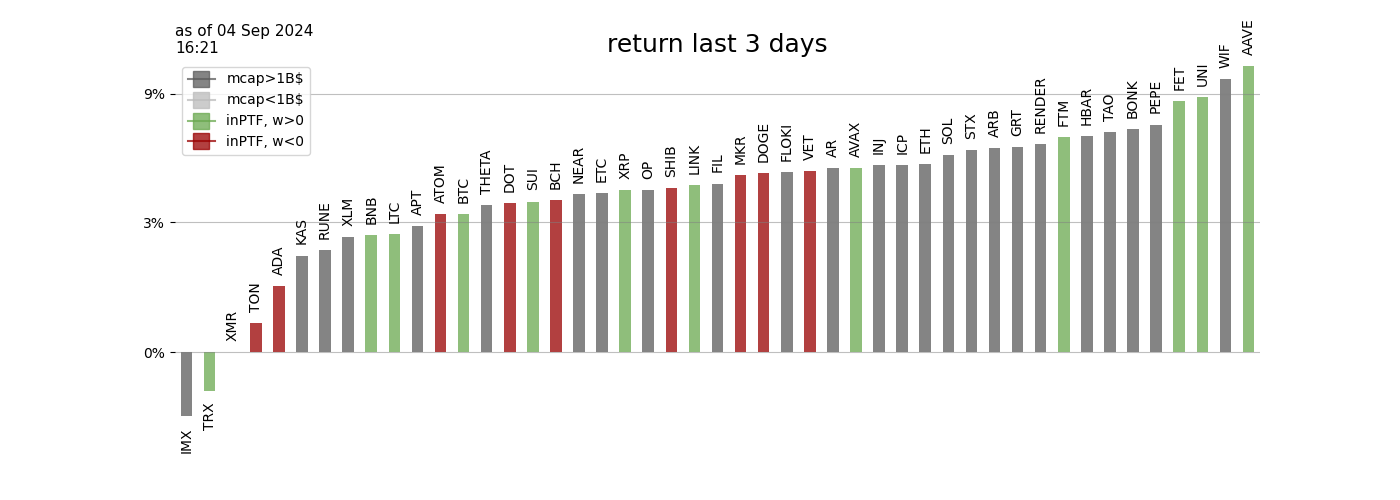 as of 04 Sep 2024
16:21
return last 3 days
mcap>1B$
mcap<1B$
inPTF, w>0
inPTF, w<0
9%
3%
0%
IMX
TRX
XMR
TON
ADA
KAS
RUNE
XLM
BNB
LTC
APT
ATOM
BTC
THETA
DOT
SUI
BCH
NEAR
ETC
XRP
OP
SHIB
LINK
FIL
MKR
DOGE
FLOKI
VET
AR
AVAX
INJ
ICP
ETH
SOL
STX
ARB
GRT
RENDER
FTM
HBAR
TAO
BONK
PEPE
FET
UNI
WIF
AAVE